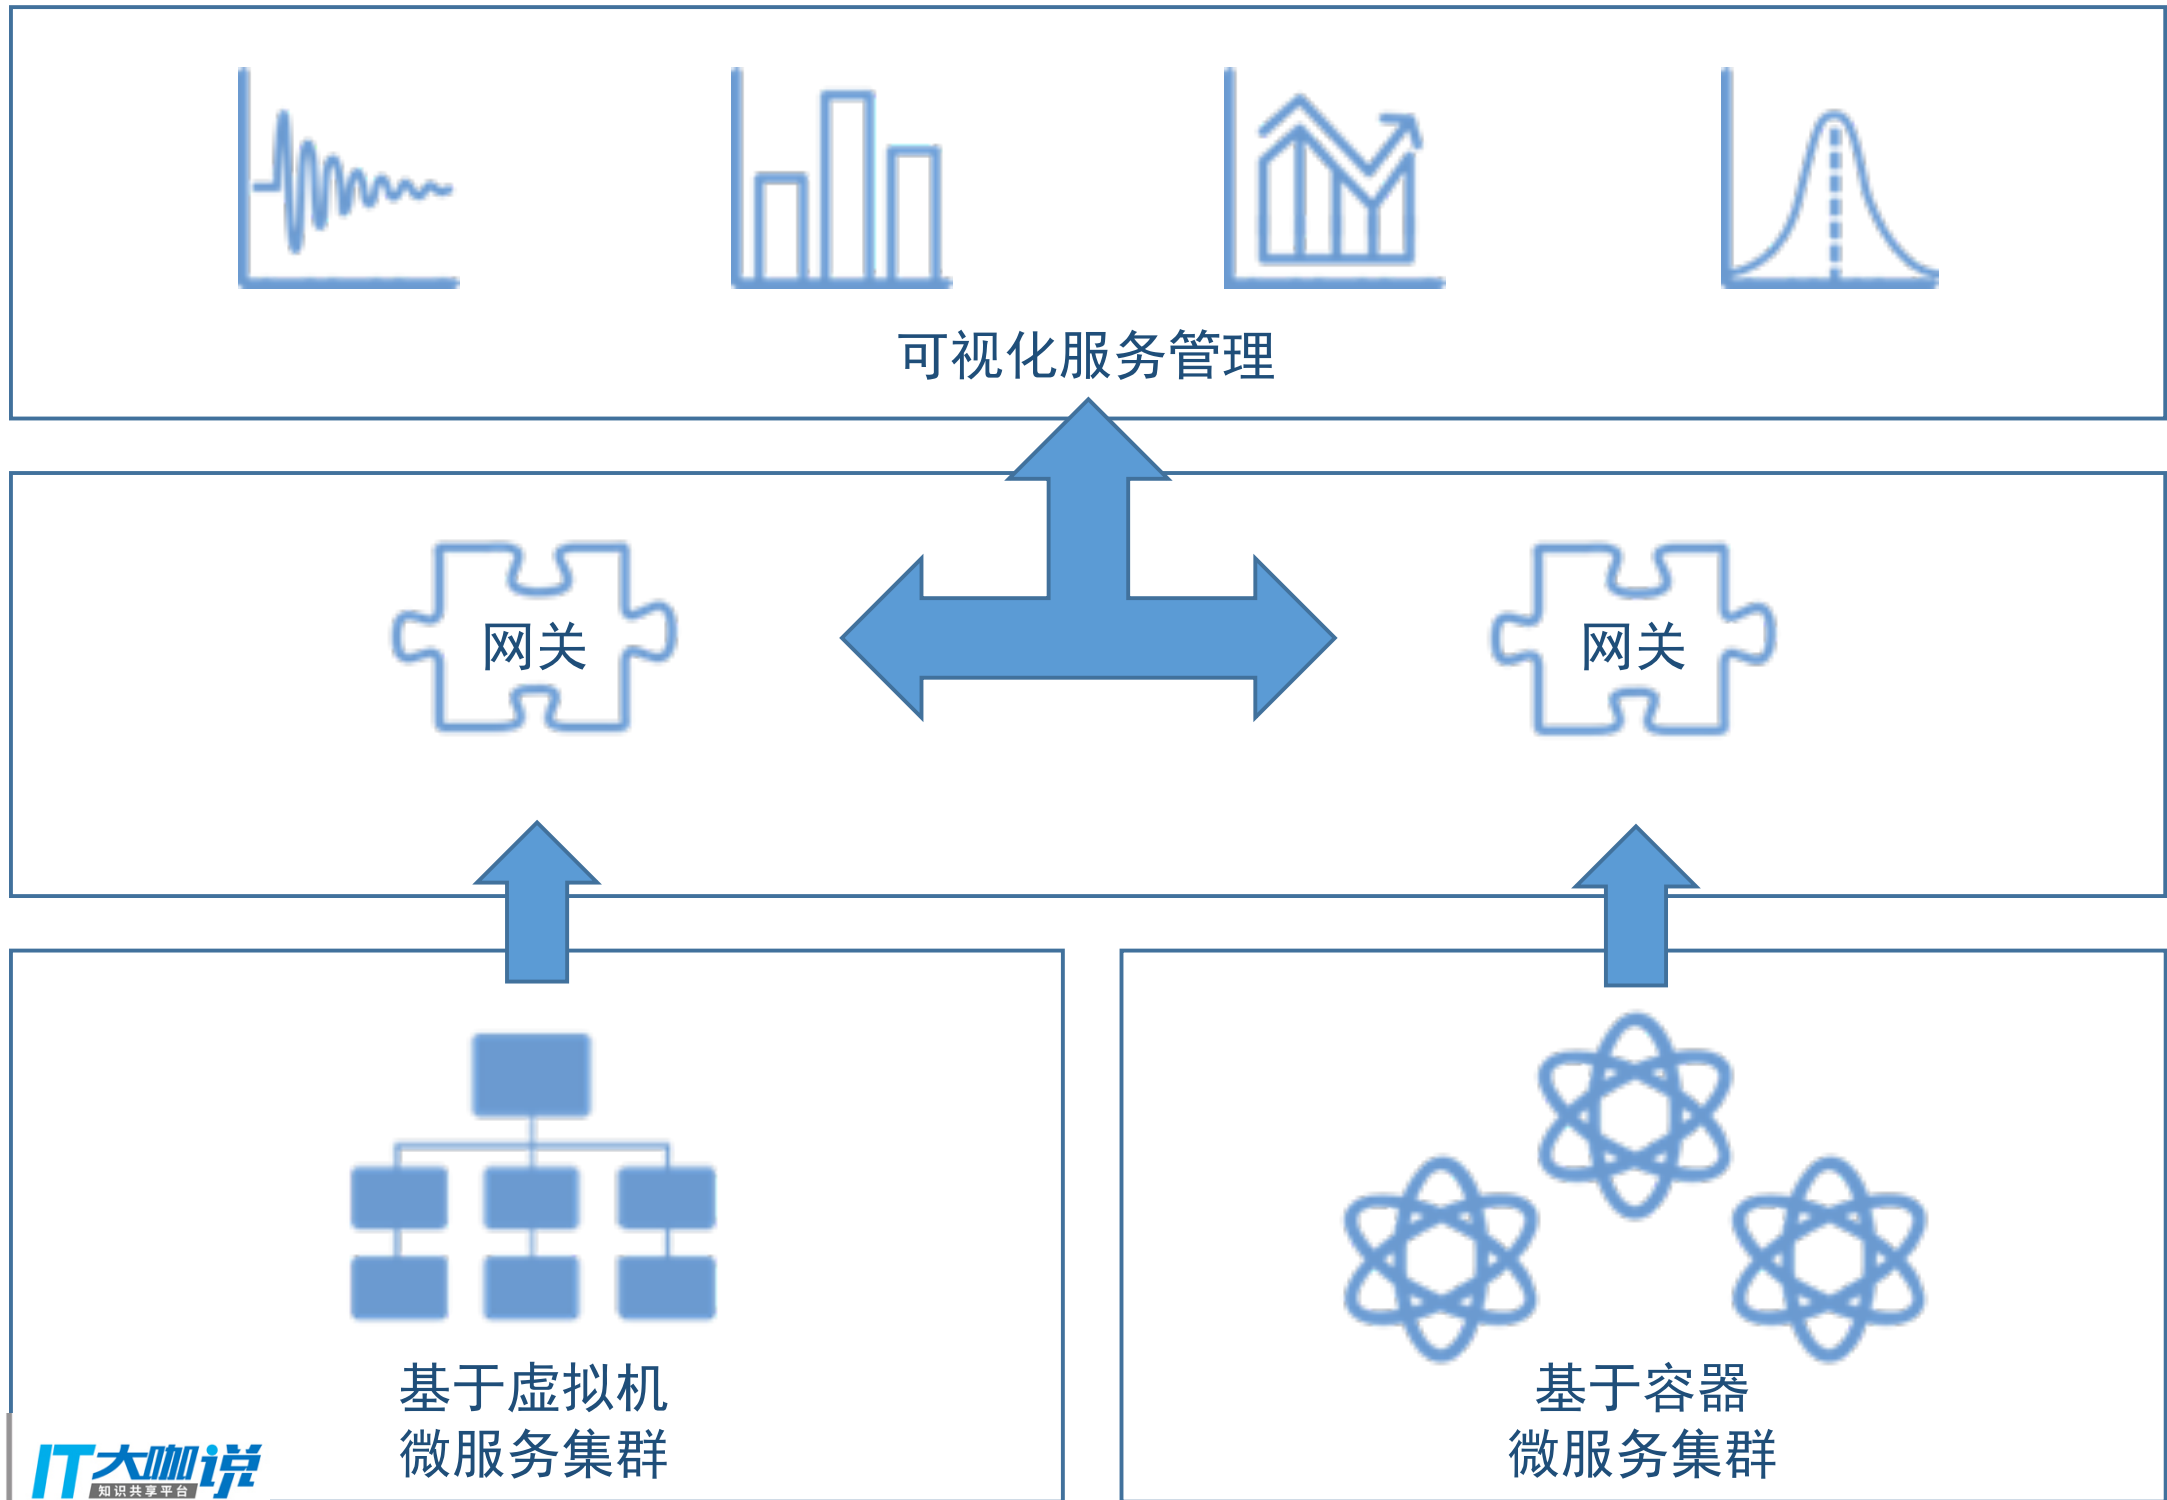 可视化服务管理
网关
网关
基于虚拟机
微服务集群
基于容器
微服务集群
IT大咖说
知识共享平台